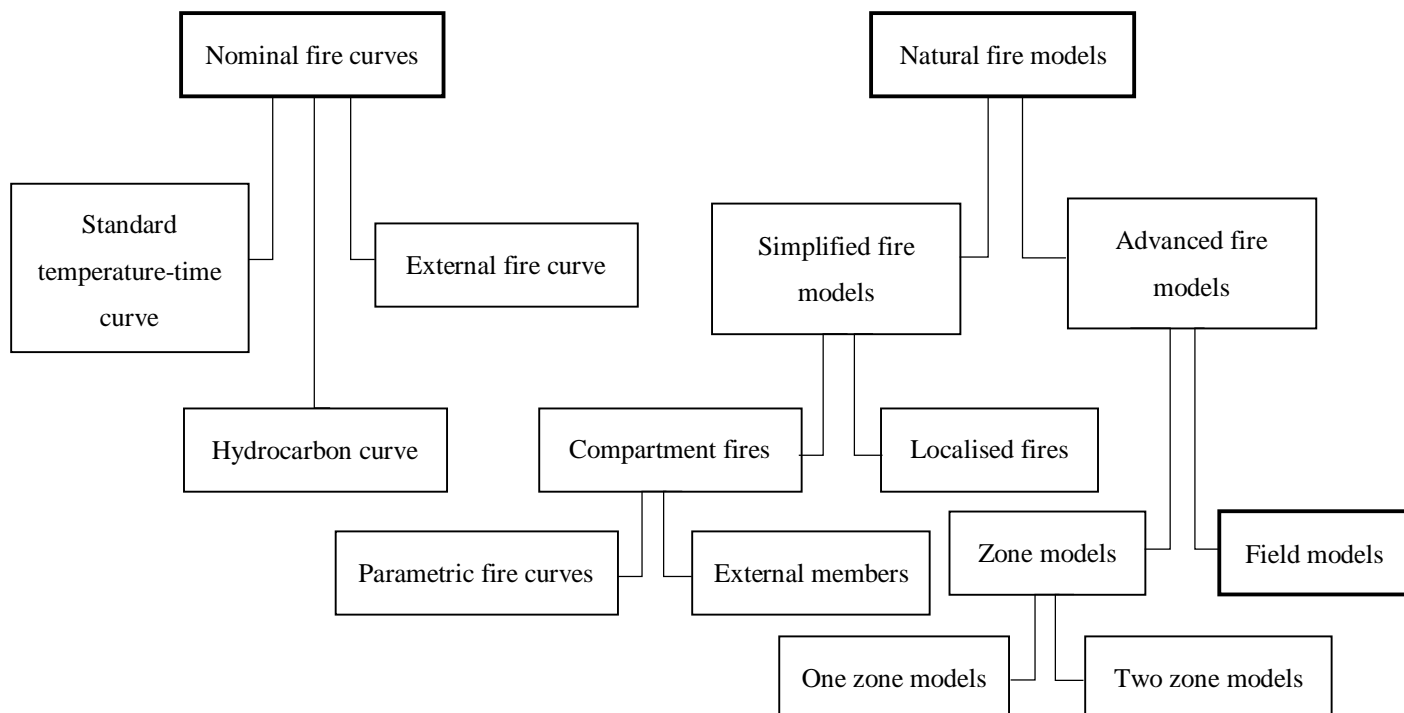 Nominal fire curves
Natural fire models
Standard
temperature-time
curve
External fire curve
Simplified fire
models
Advanced fire
models
Hydrocarbon curve
Compartment fires
Localised fires
Parametric fire curves
External members
Zone models
Field models
One zone models
Two zone models